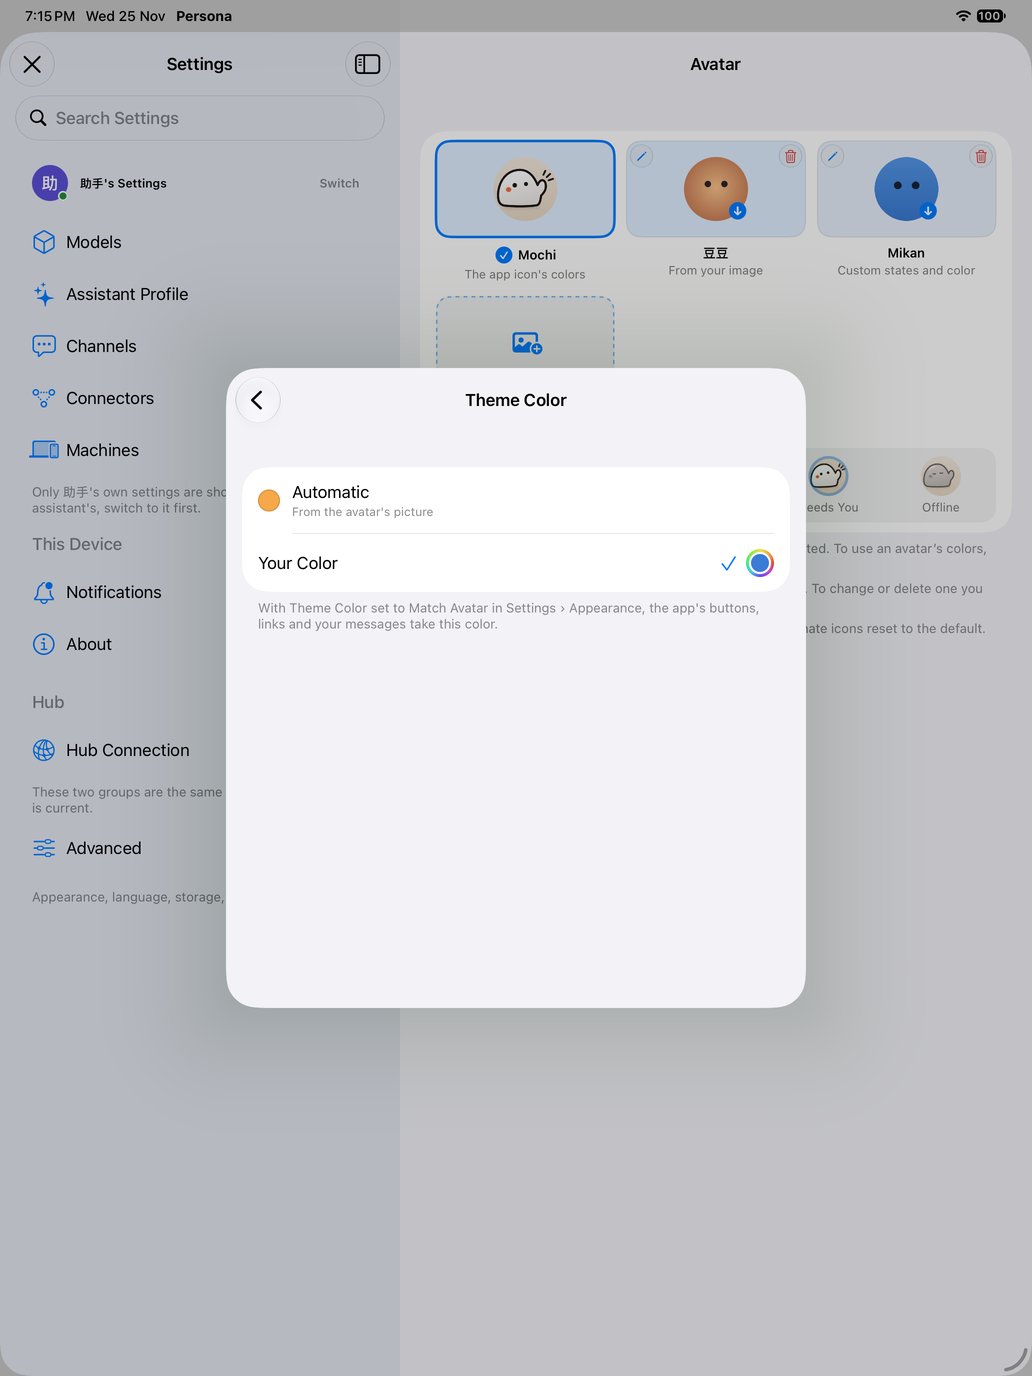 7:15 PM Wed 25 Nov Persona
100
Settings
Avatar
Search Settings
助
助手's Settings
Switch
Models
Assistant Profile
Channels
Connectors
Machines
Only 助手's own settings are
assistant's, switch to it first.
This Device
Notifications
About
Hub
Hub Connection
These two groups are the same
is current.
Advanced
Appearance, language, storage,
Mochi
The app icon's colors
豆豆
From your image
Mikan
Custom states and color
You
Offline
To use an avatar's colors,
To change or delete one you
icons reset to the default.
Theme Color
Automatic
From the avatar's picture
Your Color
With Theme Color set to Match Avatar in Settings › Appearance, the app's buttons,
links and your messages take this color.